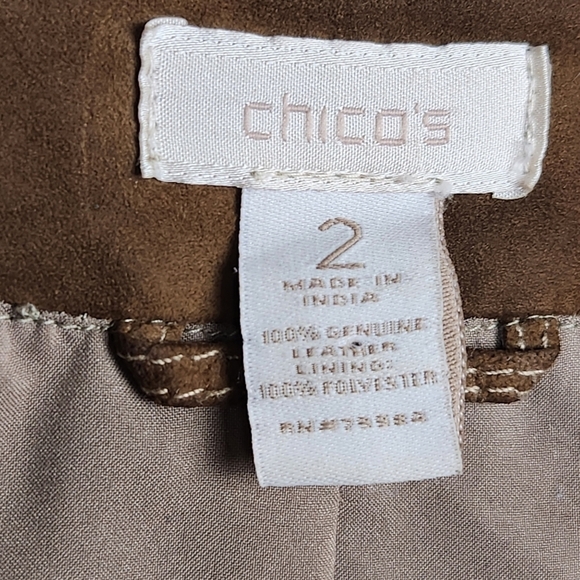 chico's
2
MADE IN
INDIA
100% GENUINE
LEATHER
LINING:
100% POLYESTER